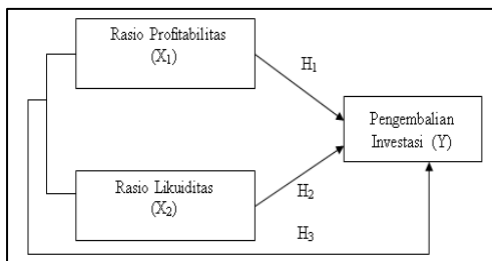 Rasio Profitabilitas
(X₁)
H₁
Pengembalian
Investasi (Y)
Rasio Likuiditas
(X₂)
H₂
H₃